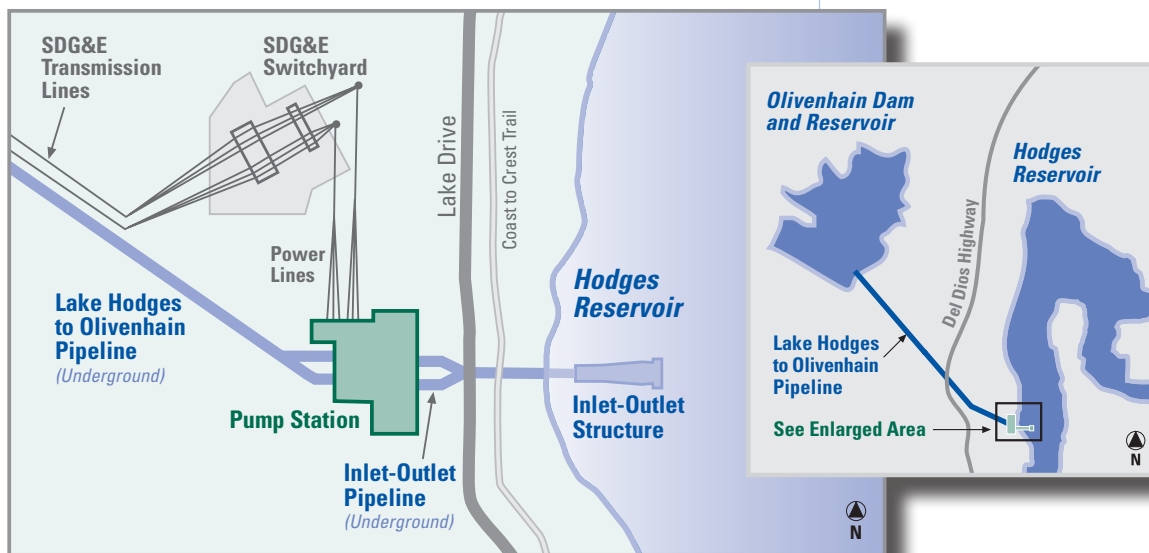 SDG&E
Transmission
Lines
SDG&E
Switchyard
Lake Drive
Coast to Crest Trail
Power
Lines
Hodges
Reservoir
Lake Hodges
to Olivenhain
Pipeline
(Underground)
Pump Station
Inlet-Outlet
Structure
Inlet-Outlet
Pipeline
(Underground)
N
Olivenhain Dam
and Reservoir
Hodges
Reservoir
Del Dios Highway
Lake Hodges
to Olivenhain
Pipeline
See Enlarged Area
N